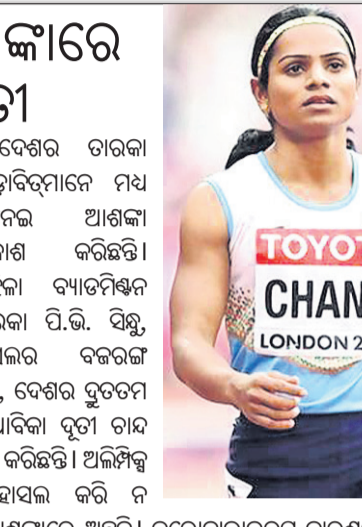 ଙ୍କାରେ
ତୀ
ଦେଶର ତାରକା
ମାନେ ମଧ୍ୟ
ନେଇ ଆଶଙ୍କା
କରିଛନ୍ତି।
ବ୍ୟାଡମିଣ୍ଟନ
ପି.ଭି. ସିନ୍ଧୁ,
ବଜରଙ୍ଗ
, ଦେଶର ଦ୍ରୁତତମ
ଦୂତୀ ଚାନ୍ଦ
କରିଛନ୍ତି। ଅଲିମ୍ପିକ୍ସ
ହାସଲ କରି ନ
TOYOT
CHAN
LONDON 2